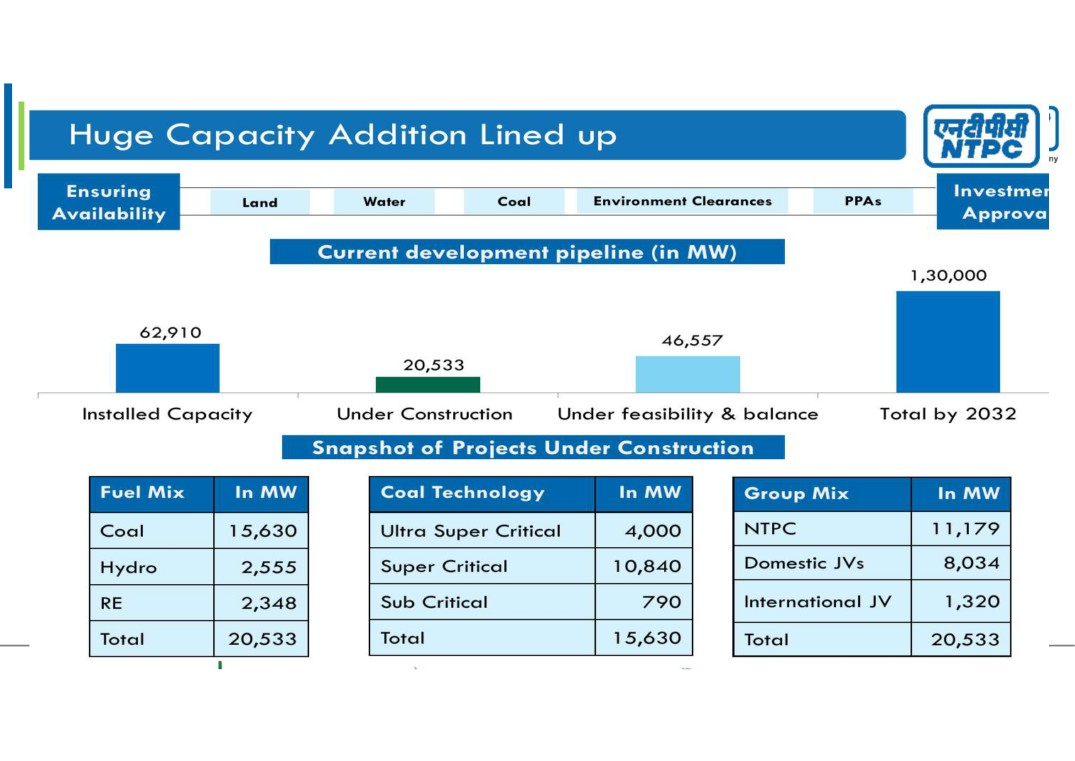 Huge Capacity Addition Lined up
एनटीपीसी
NTPC
ny
Ensuring
Availability
Land
Water
Coal
Environment Clearances
PPAs
Investmen
Approva
Current development pipeline (in MW)
62,910
20,533
46,557
1,30,000
Installed Capacity
Under Construction
Under feasibility & balance
Total by 2032
Snapshot of Projects Under Construction
Fuel Mix In MW
Coal 15,630
Hydro 2,555
RE 2,348
Total 20,533
Coal Technology In MW
Ultra Super Critical 4,000
Super Critical 10,840
Sub Critical 790
Total 15,630
Group Mix In MW
NTPC 11,179
Domestic JVs 8,034
International JV 1,320
Total 20,533